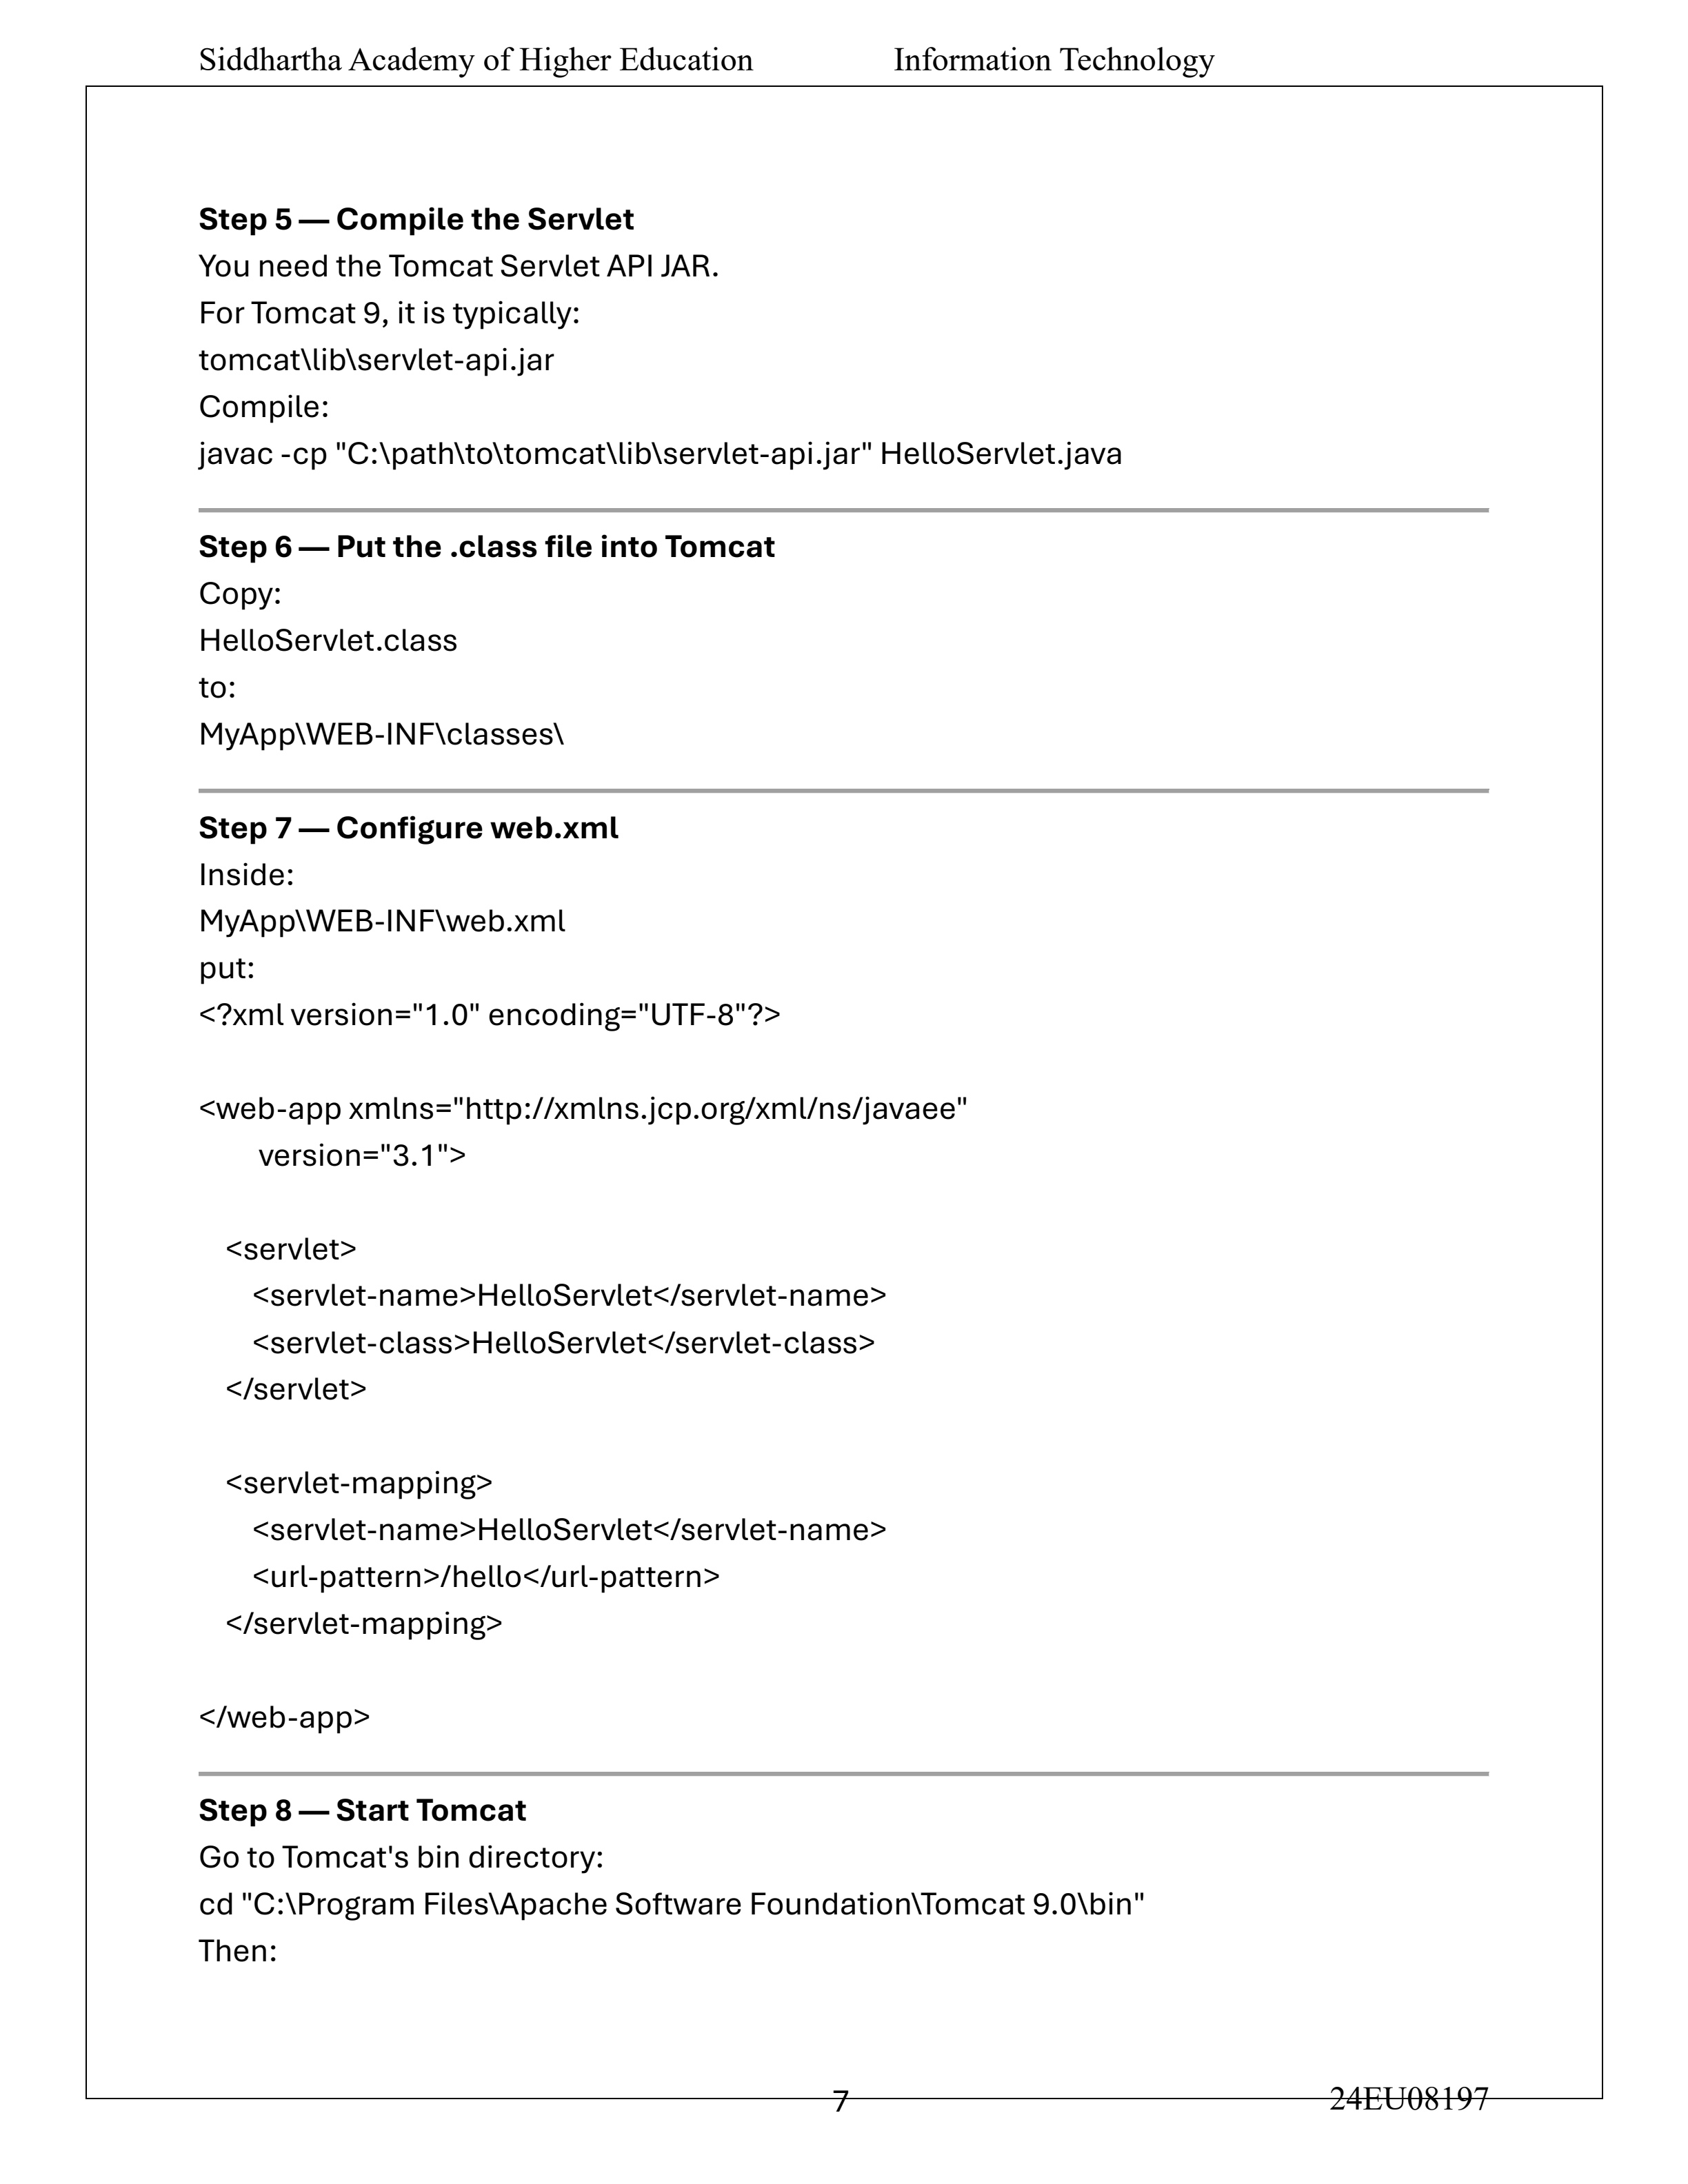 Siddhartha Academy of Higher Education Information Technology
Step 5 — Compile the Servlet
You need the Tomcat Servlet API JAR.
For Tomcat 9, it is typically:
tomcat\lib\servlet-api.jar
Compile:
javac -cp "C:\path\to\tomcat\lib\servlet-api.jar" HelloServlet.java
Step 6 — Put the .class file into Tomcat
Copy:
HelloServlet.class
to:
MyApp\WEB-INF\classes\
Step 7 — Configure web.xml
Inside:
MyApp\WEB-INF\web.xml
put:
<?xml version="1.0" encoding="UTF-8"?>
<web-app xmlns="http://xmlns.jcp.org/xml/ns/javaee"
version="3.1">
<servlet>
<servlet-name>HelloServlet</servlet-name>
<servlet-class>HelloServlet</servlet-class>
</servlet>
<servlet-mapping>
<servlet-name>HelloServlet</servlet-name>
<url-pattern>/hello</url-pattern>
</servlet-mapping>
</web-app>
Step 8 — Start Tomcat
Go to Tomcat's bin directory:
cd "C:\Program Files\Apache Software Foundation\Tomcat 9.0\bin"
Then:
7 24EU08197